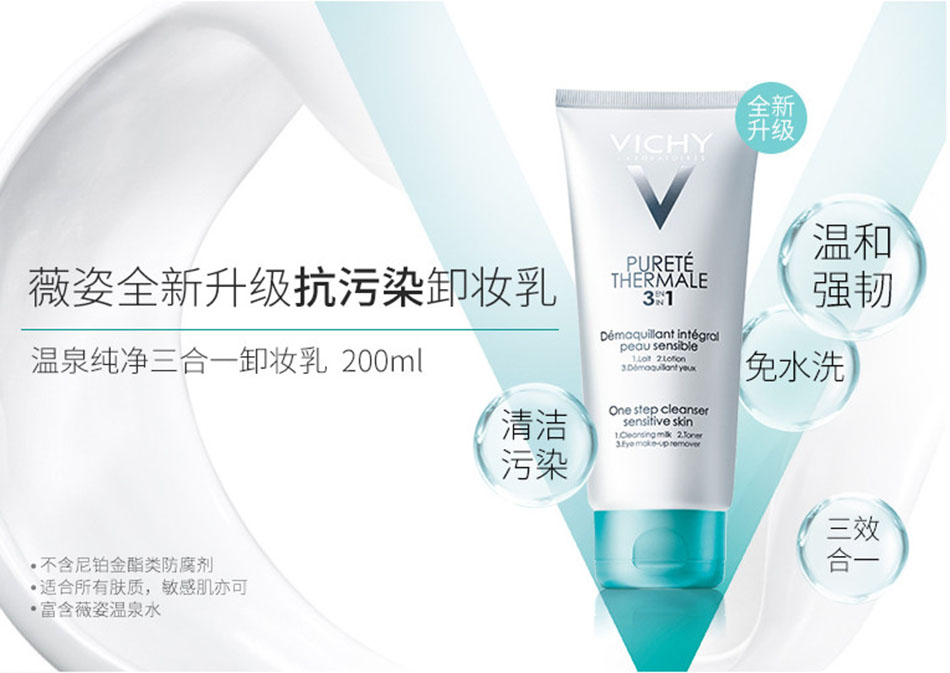 全新
升级
VICHY
LABORATOIRES
V
PURETÉ
THERMALE
3 EN IN 1
Démaquillant intégral
peau sensible
1.Lait 2.Lotion
3.Démaquillant yeux
One step cleanser
sensitive skin
1.Cleansing milk 2.Toner
3.Eye make-up remover
温和
强韧
免水洗
清洁
污染
三效
合一
薇姿全新升级抗污染卸妆乳
温泉纯净三合一卸妆乳 200ml
•不含尼铂金酯类防腐剂
•适合所有肤质，敏感肌亦可
•富含薇姿温泉水